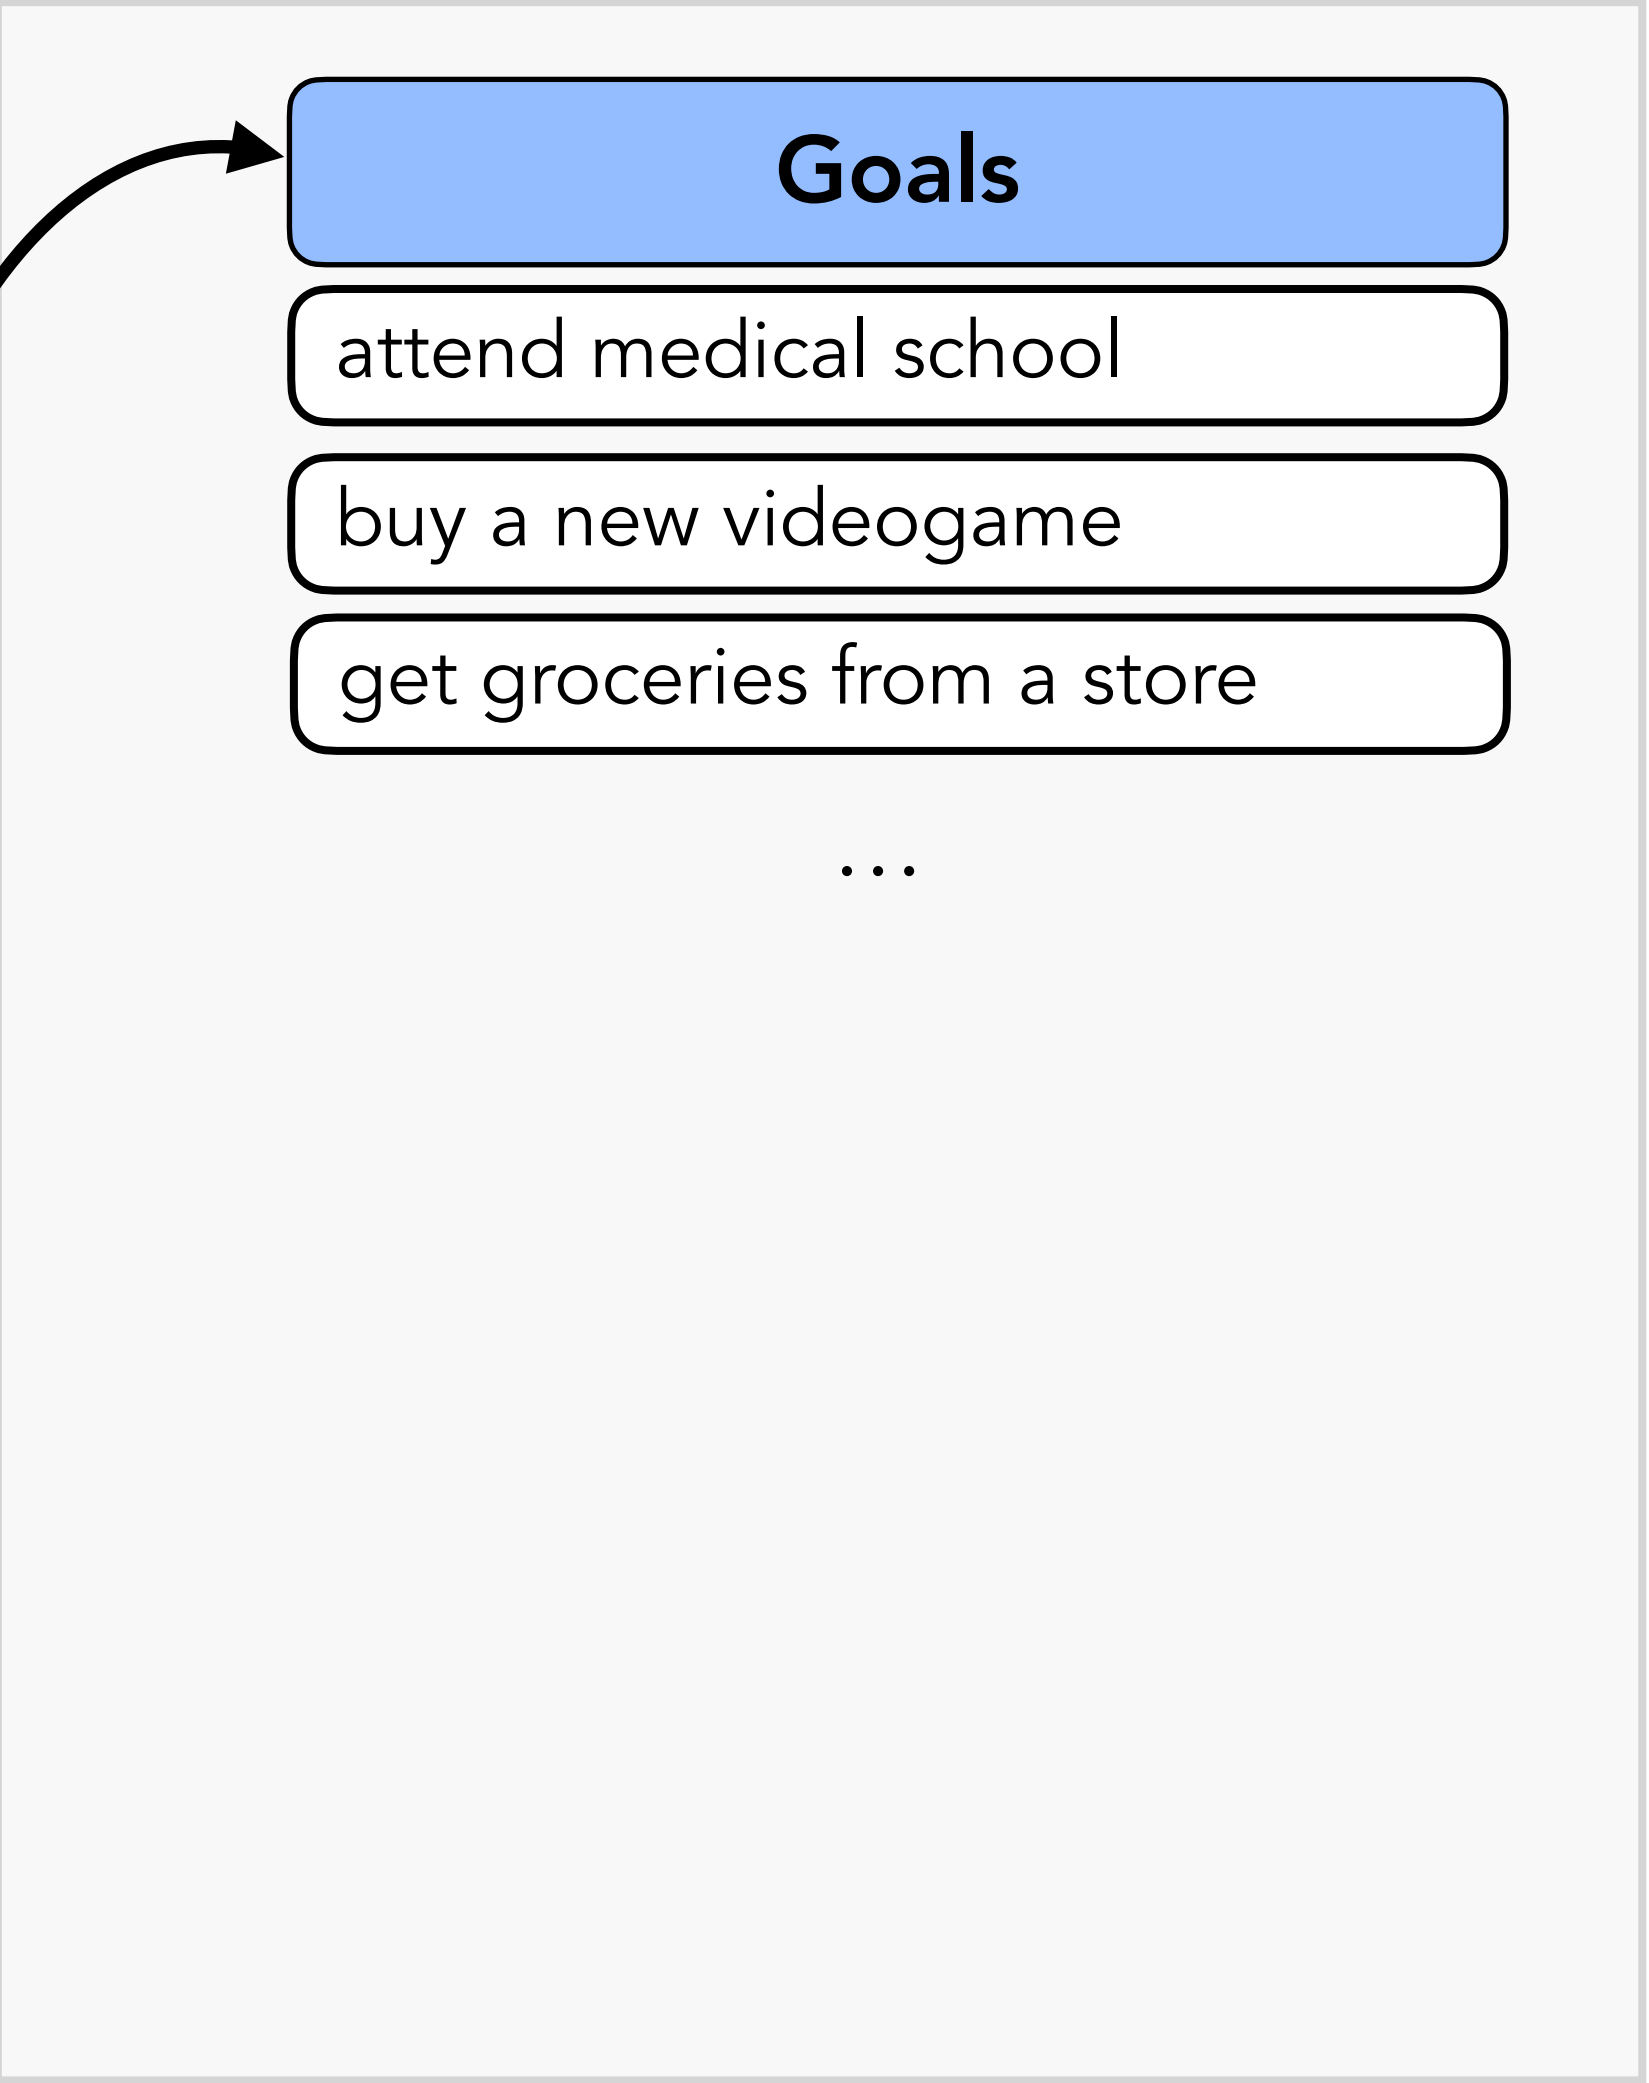 Goals
attend medical school
buy a new videogame
get groceries from a store
...